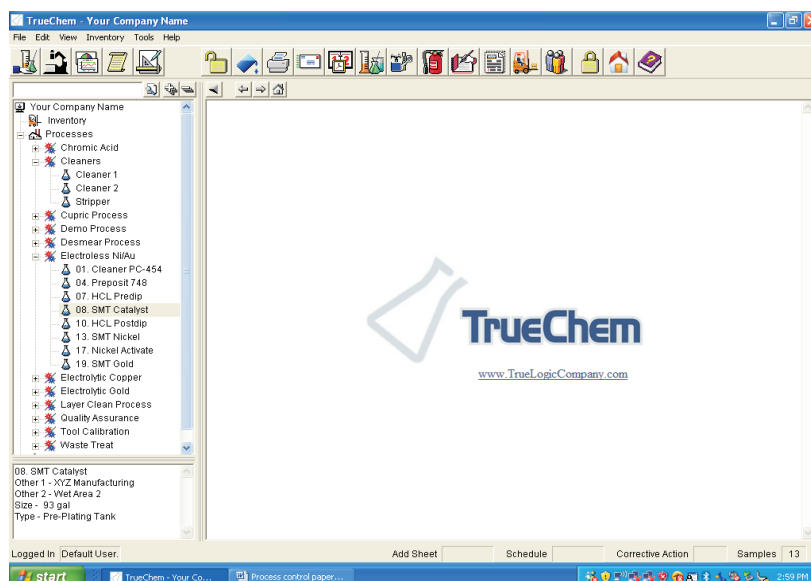 TrueChem - Your Company Name
File Edit View Inventory Tools Help
Your Company Name
Inventory
Processes
Chromic Acid
Cleaners
Cleaner 1
Cleaner 2
Stripper
Cupric Process
Demo Process
Desmear Process
Electroless Ni/Au
01. Cleaner PC-454
04. Preposit 748
07. HCL Predip
08. SMT Catalyst
10. HCL Postdip
13. SMT Nickel
17. Nickel Activate
19. SMT Gold
Electrolytic Copper
Electrolytic Gold
Layer Clean Process
Quality Assurance
Tool Calibration
Waste Treat
TrueChem
www.TrueLogicCompany.com
08. SMT Catalyst
Other 1 - XYZ Manufacturing
Other 2 - Wet Area 2
Size - 93 gal
Type - Pre-Plating Tank
Logged In Default User. Add Sheet Schedule Corrective Action Samples 13
start TrueChem - Your Co... Process control paper... 2:59 PM